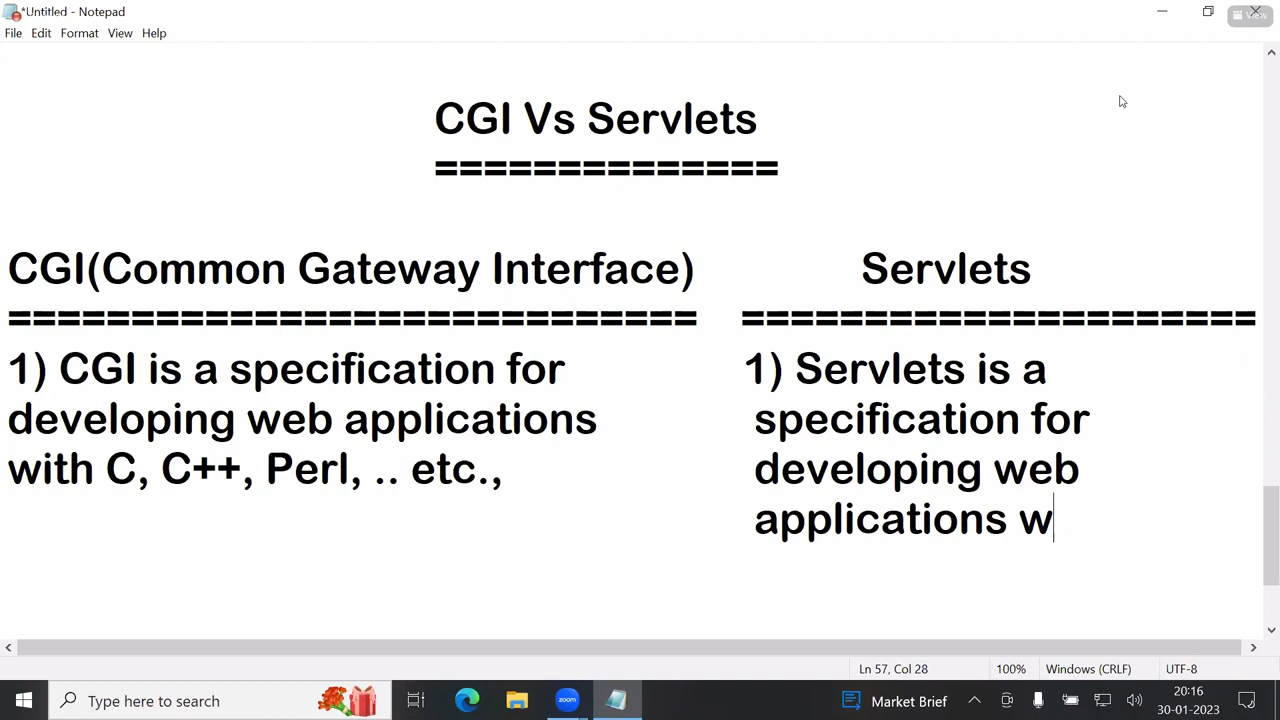 *Untitled - Notepad
View
File Edit Format View Help
CGI Vs Servlets
==============
CGI(Common Gateway Interface) Servlets
============================ =====================
1) CGI is a specification for 1) Servlets is a
developing web applications specification for
with C, C++, Perl, .. etc., developing web
applications w
Ln 57, Col 28 100% Windows (CRLF) UTF-8
Type here to search
zoom
Market Brief
20:16
30-01-2023